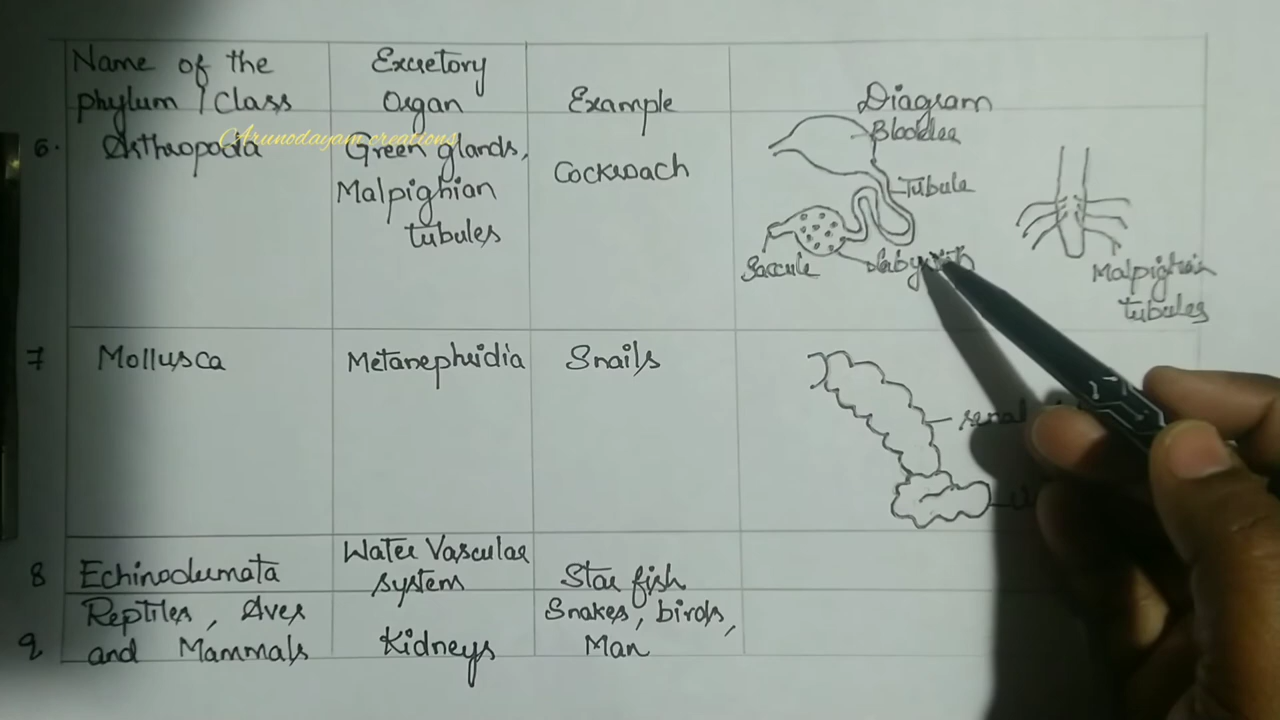 Name of the
phylum / Class
Excretory
Organ
Example
Diagram
6.
Arthropoda
Arunodayam creations
Green glands,
Malpighian
tubules
Cockroach
Bladder
Tubule
Saccule
Labyrinth
Malpighian
tubules
7
Mollusca
Metanephridia
Snails
renal
8
Echinodermata
Water Vascular
system
Star fish
9
Reptiles, Aves
and Mammals
Kidneys
Snakes, birds,
Man